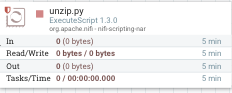 unzip.py
ExecuteScript 1.3.0
org.apache.nifi - nifi-scripting-nar
In 0 (0 bytes) 5 min
Read/Write 0 bytes / 0 bytes 5 min
Out 0 (0 bytes) 5 min
Tasks/Time 0 / 00:00:00.000 5 min